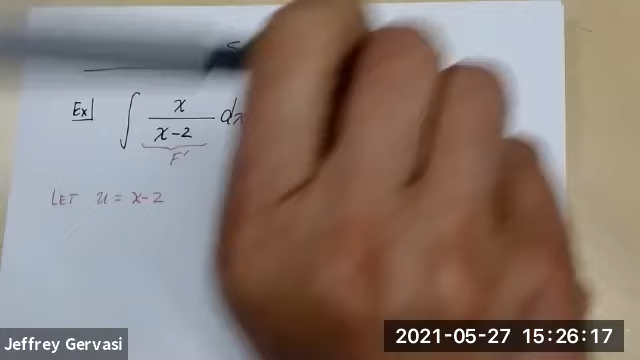 Ex| ∫ x/(x-2) dx
F'
LET u = x-2
Jeffrey Gervasi
2021-05-27 15:26:17